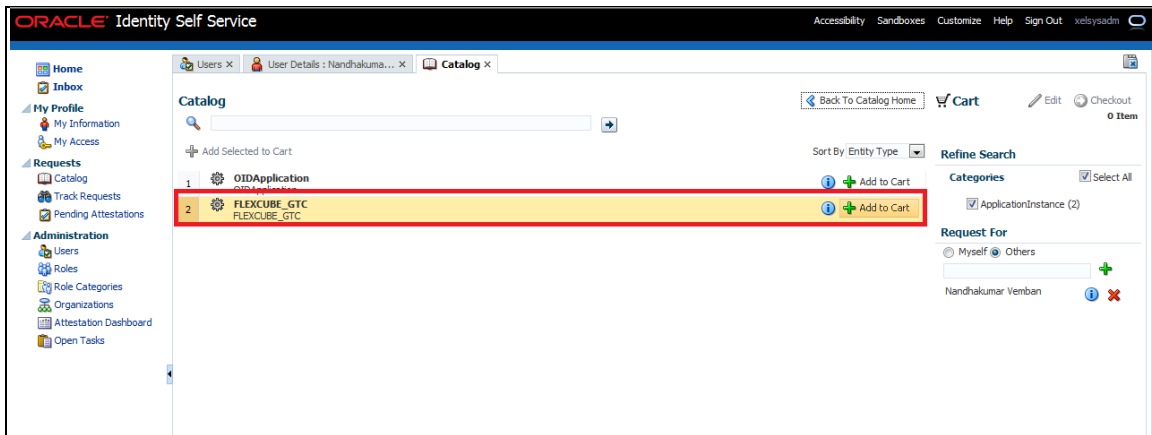 ORACLE Identity Self Service
Accessibility Sandboxes Customize Help Sign Out xelsysadm
Home
Inbox
My Profile
My Information
My Access
Requests
Catalog
Track Requests
Pending Attestations
Administration
Users
Roles
Role Categories
Organizations
Attestation Dashboard
Open Tasks
Users
User Details : Nandhakuma...
Catalog
Catalog
Back To Catalog Home
Add Selected to Cart
Sort By Entity Type
1 OIDApplication
OIDApplication
Add to Cart
2 FLEXCUBE_GTC
FLEXCUBE_GTC
Add to Cart
Cart
Edit
Checkout
0 Item
Refine Search
Categories
Select All
ApplicationInstance (2)
Request For
Myself Others
Nandhakumar Vemban